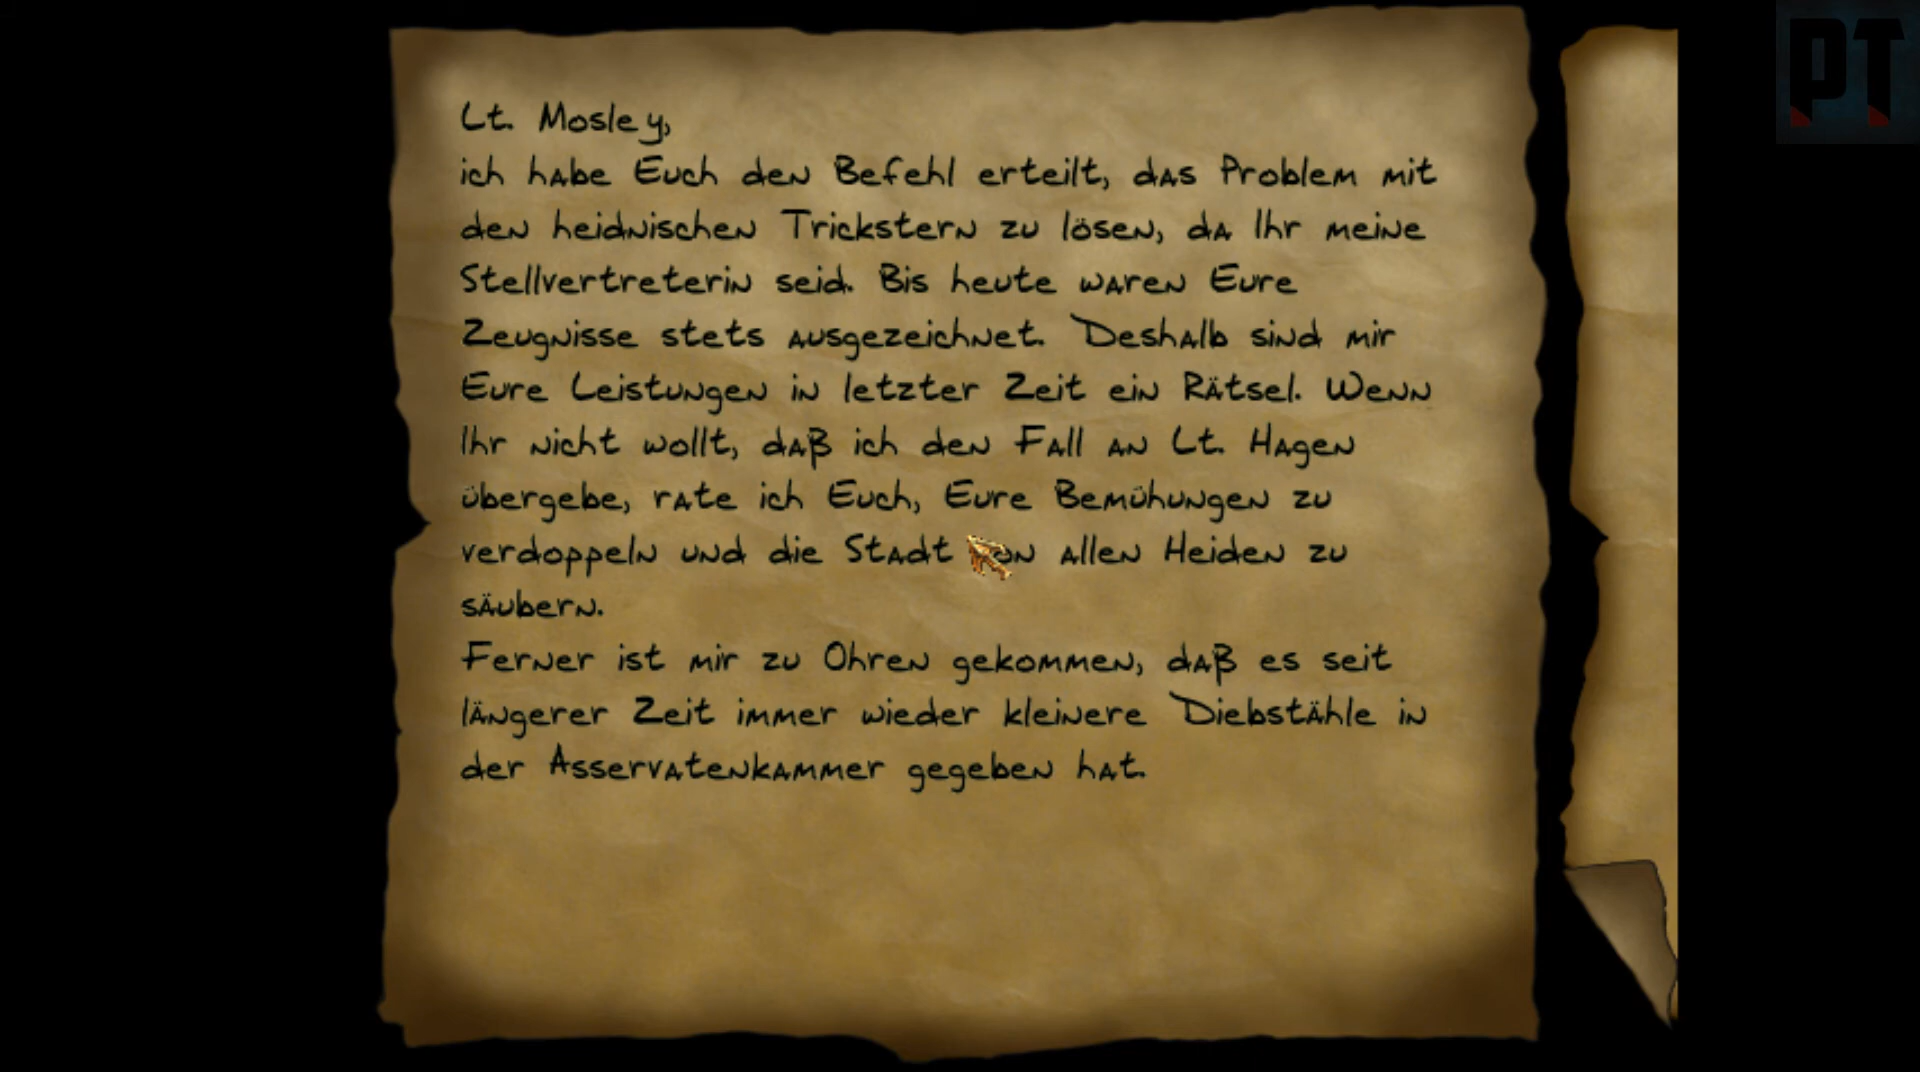 Lt. Mosley,
ich habe Euch den Befehl erteilt, das Problem mit
den heidnischen Trickstern zu lösen, da Ihr meine
Stellvertreterin seid. Bis heute waren Eure
Zeugnisse stets ausgezeichnet. Deshalb sind mir
Eure Leistungen in letzter Zeit ein Rätsel. Wenn
Ihr nicht wollt, daß ich den Fall an Lt. Hagen
übergebe, rate ich Euch, Eure Bemühungen zu
verdoppeln und die Stadt von allen Heiden zu
säubern.
Ferner ist mir zu Ohren gekommen, daß es seit
längerer Zeit immer wieder kleinere Diebstähle in
der Asservatenkammer gegeben hat.
PT